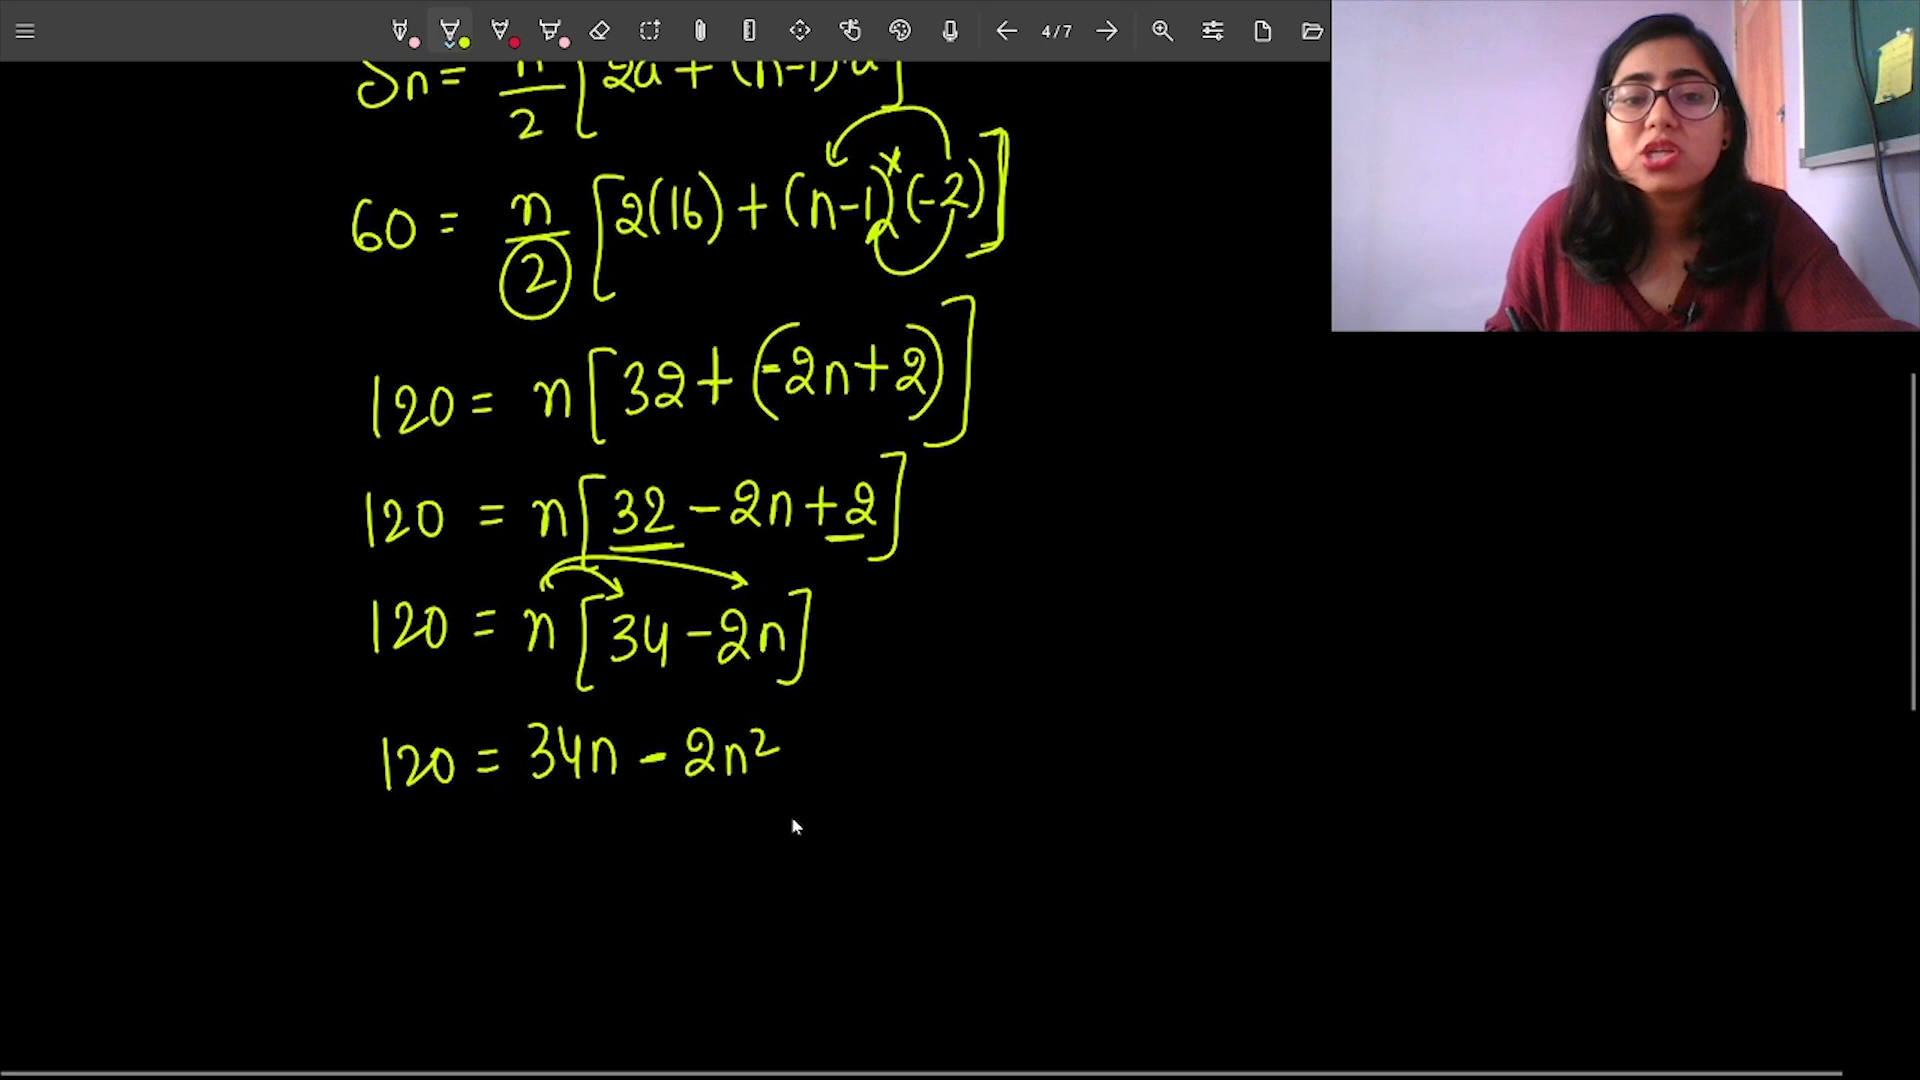 4/7
Sn = n/2 [2a + (n-1)d]
60 = n/2 [2(16) + (n-1)×(-2)]
120 = n[32 + (-2n+2)]
120 = n[32 - 2n + 2]
120 = n[34 - 2n]
120 = 34n - 2n²